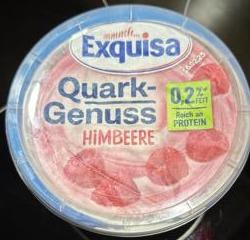 mmmh...
Exquisa
Quark-
Genuss
HiMBEERE
0,2%*
FETT
Reich an
PROTEIN